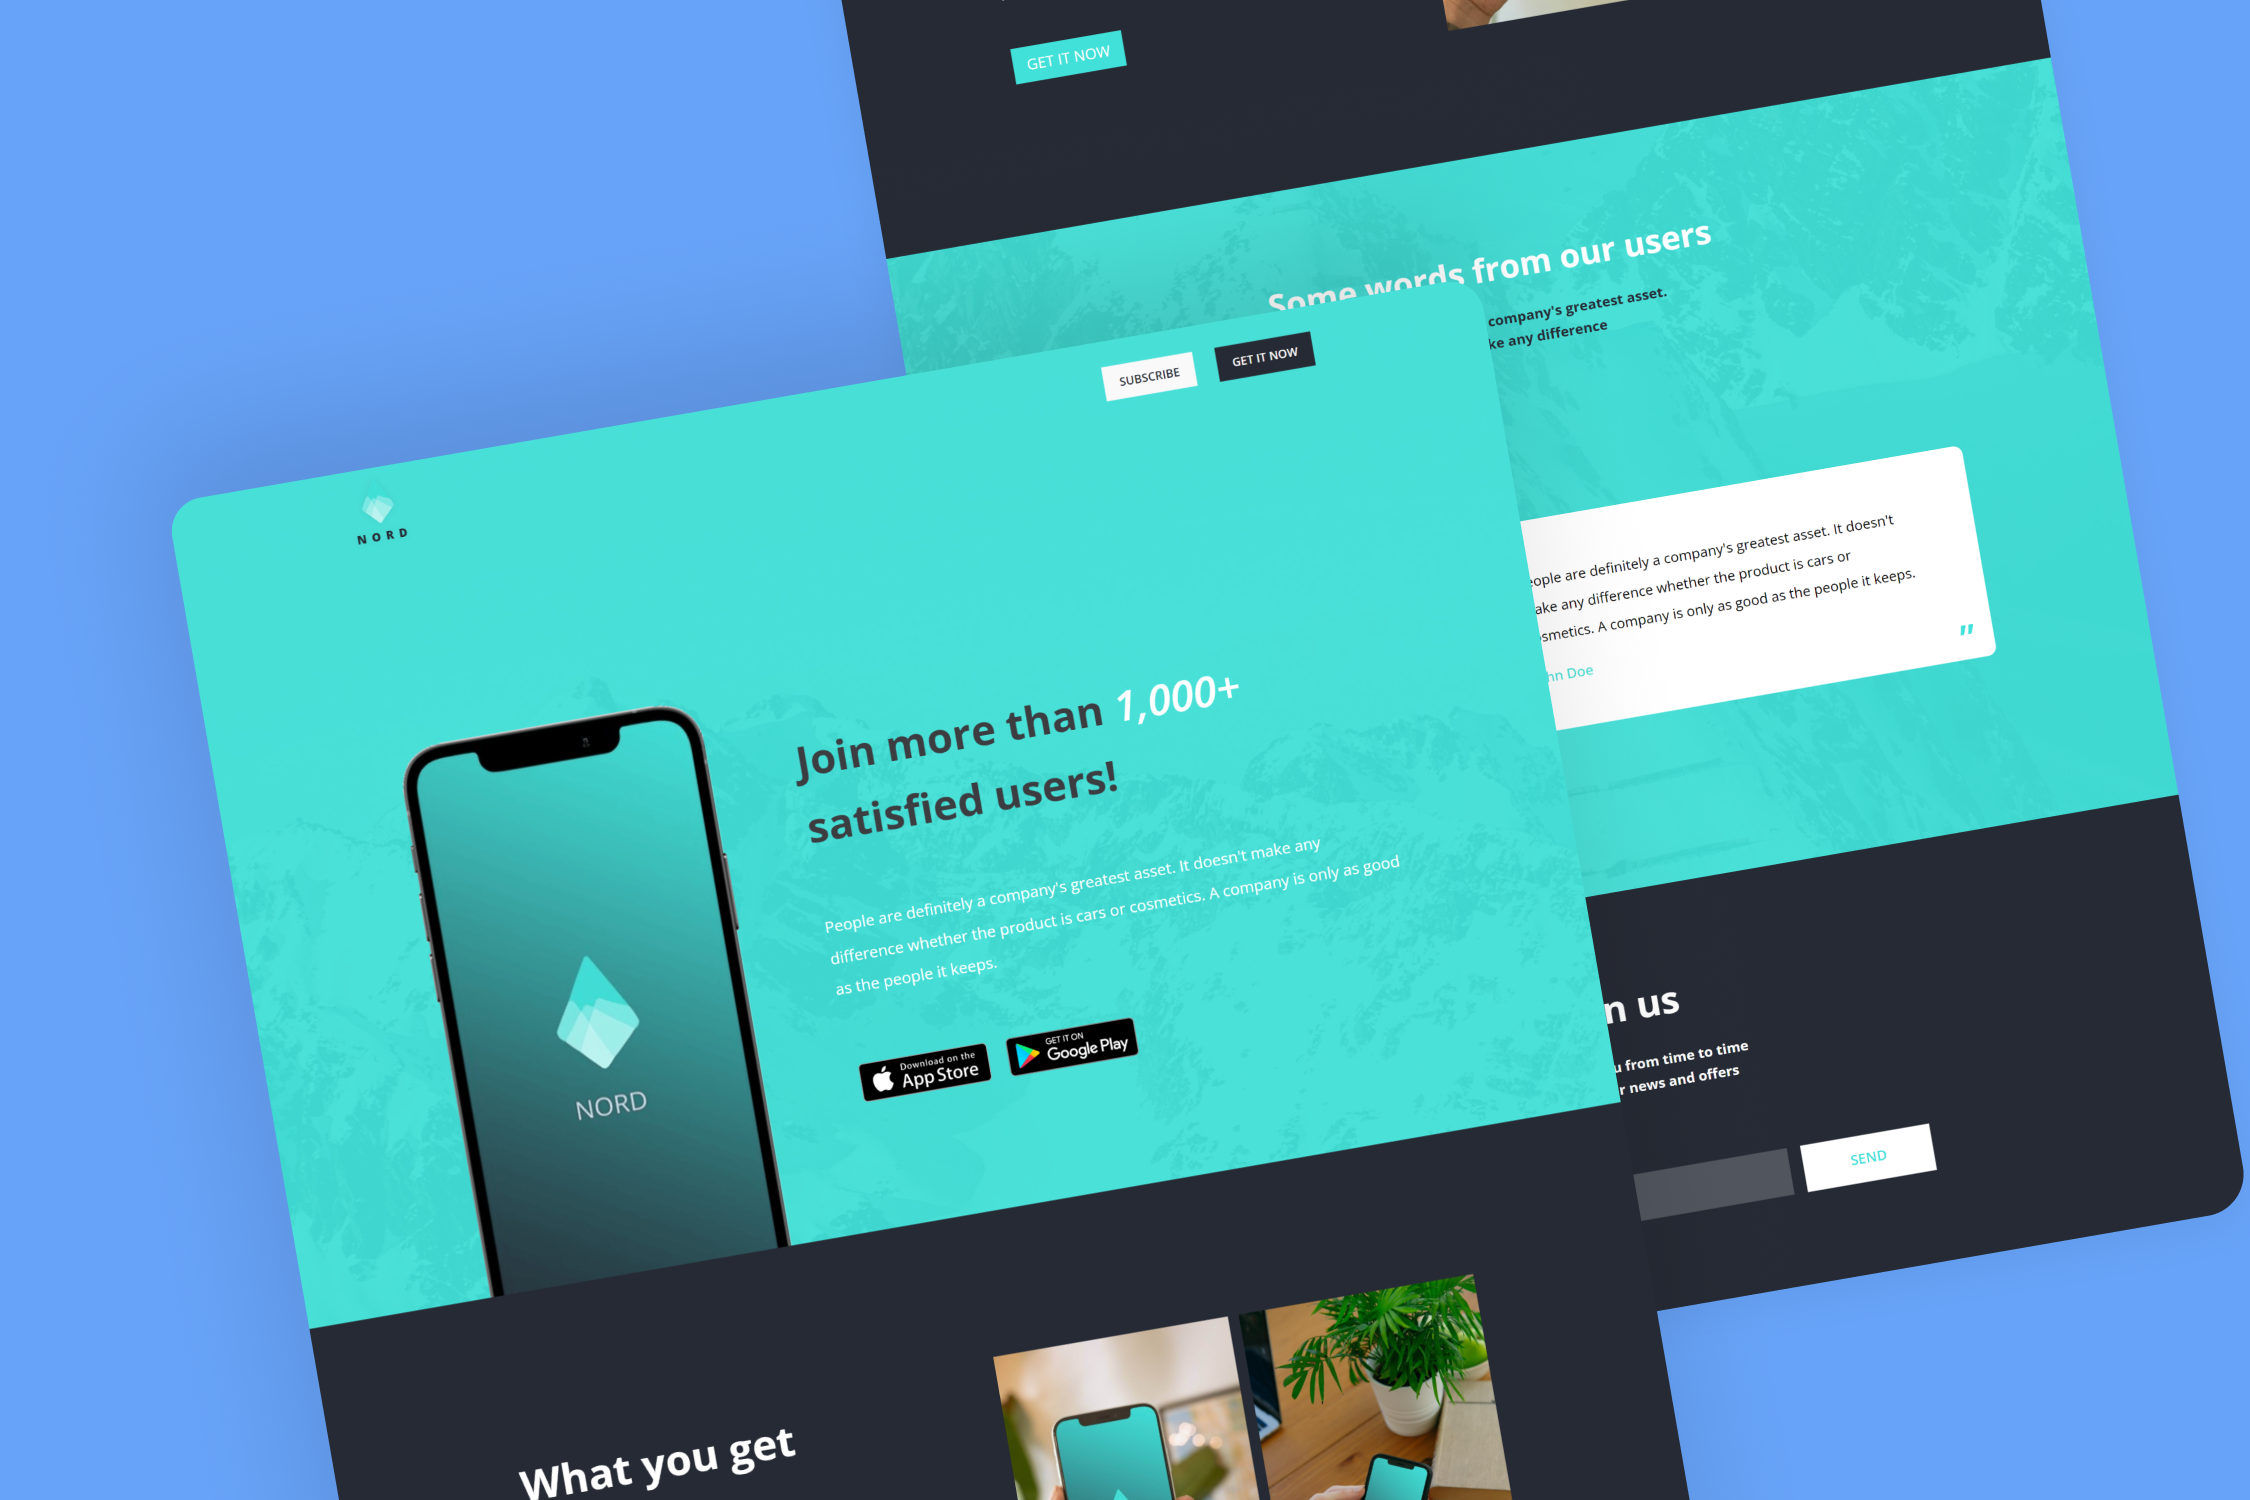 GET IT NOW
Some words from our users
company's greatest asset.
any difference
SUBSCRIBE
GET IT NOW
NORD
Join more than 1,000+
satisfied users!
People are definitely a company's greatest asset. It doesn't make any
difference whether the product is cars or cosmetics. A company is only as good
as the people it keeps.
Download on the
App Store
GET IT ON
Google Play
NORD
are definitely a company's greatest asset. It doesn't
any difference whether the product is cars or
A company is only as good as the people it keeps.
"
Doe
us
from time to time
news and offers
SEND
What you get